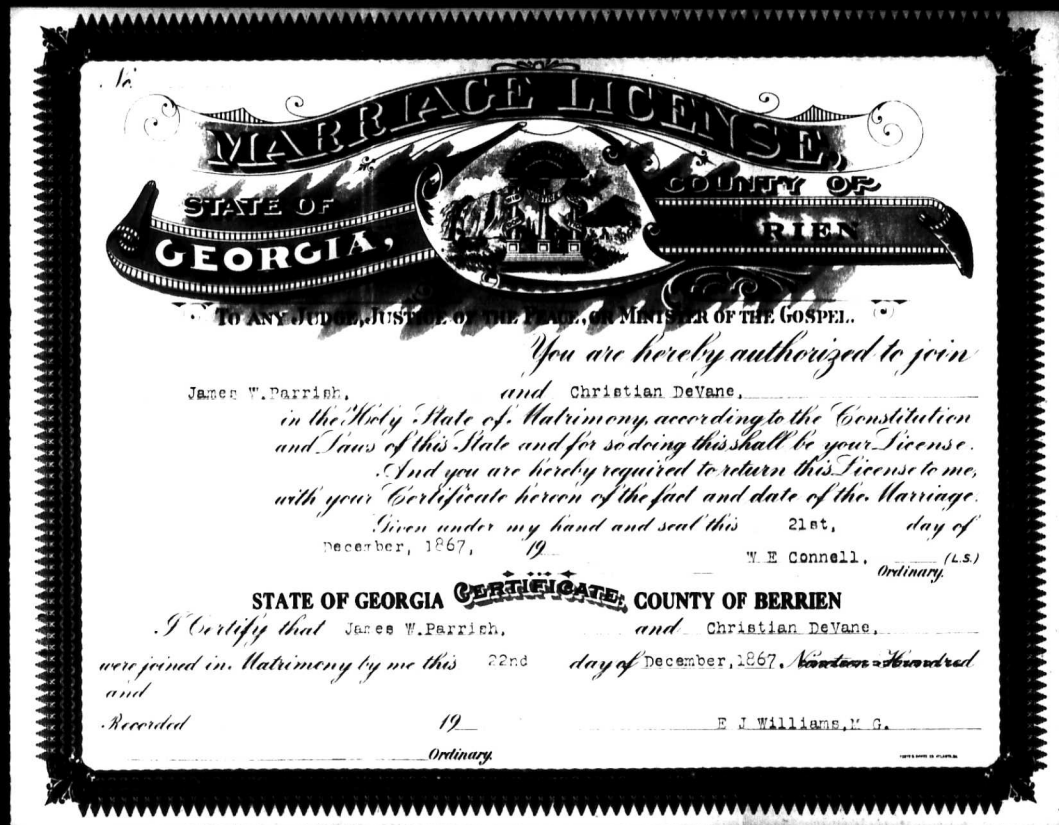 No.
MARRIAGE LICENSE,
STATE OF
COUNTY OF
GEORGIA,
RIEN
TO ANY JUDGE, JUSTICE OF THE PEACE, OR MINISTER OF THE GOSPEL.
You are hereby authorized to join
James W.Parrish, and Christian DeVane,
in the Holy State of Matrimony, according to the Constitution
and Laws of this State and for so doing this shall be your License.
And you are hereby required to return this License to me,
with your Certificate hereon of the fact and date of the Marriage.
Given under my hand and seal this 21st, day of
December, 1867, 19
W E Connell, (L.S.)
Ordinary.
STATE OF GEORGIA CERTIFICATE, COUNTY OF BERRIEN
I Certify that James W.Parrish, and Christian DeVane,
were joined in Matrimony by me this 22nd day of December, 1867. Nineteen Hundred
and
Recorded 19 E J Williams, M G.
Ordinary.